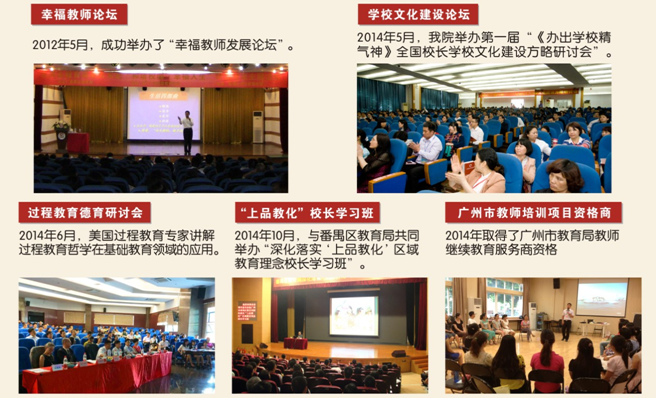 幸福教师论坛
2012年5月，成功举办了“幸福教师发展论坛”。
学校文化建设论坛
2014年5月，我院举办第一届“《办出学校精
气神》全国校长学校文化建设方略研讨会”。
过程教育德育研讨会
2014年6月，美国过程教育专家讲解
过程教育哲学在基础教育领域的应用。
“上品教化”校长学习班
2014年10月，与番禺区教育局共同
举办“深化落实‘上品教化’区域
教育理念校长学习班”。
广州市教师培训项目资格商
2014年取得了广州市教育局教师
继续教育服务商资格